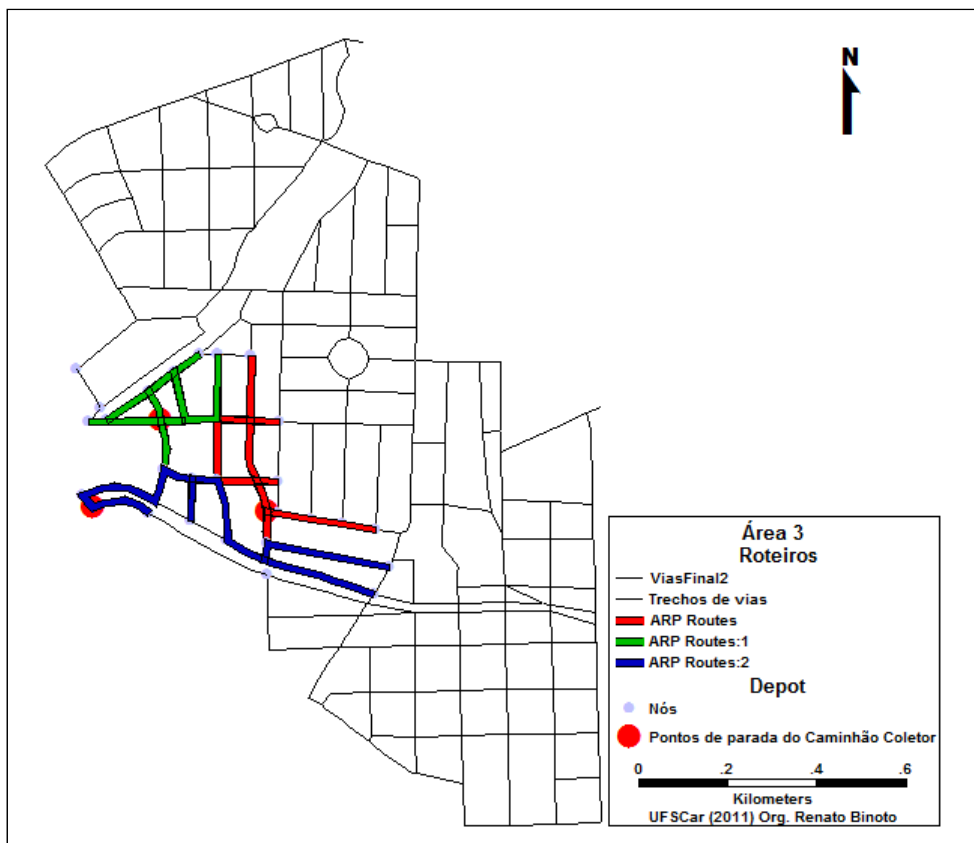 N
Área 3
Roteiros
ViasFinal2
Trechos de vias
ARP Routes
ARP Routes:1
ARP Routes:2
Depot
Nós
Pontos de parada do Caminhão Coletor
0 .2 .4 .6
Kilometers
UFSCar (2011) Org. Renato Binoto